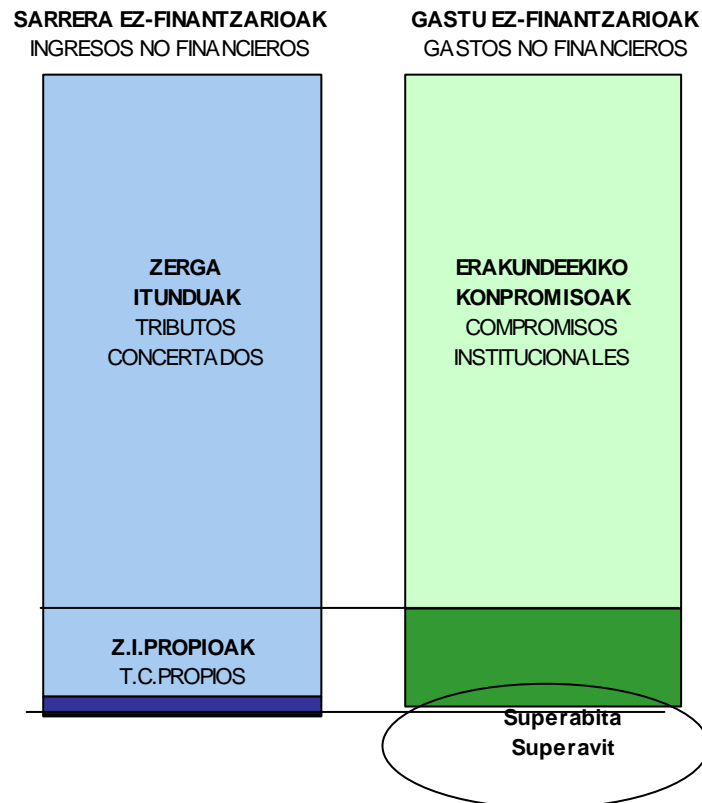 SARRERA EZ-FINANTZARIOAK
INGRESOS NO FINANCIEROS
GASTU EZ-FINANTZARIOAK
GASTOS NO FINANCIEROS
ZERGA
ITUNDUAK
TRIBUTOS
CONCERTADOS
ERAKUNDEEKIKO
KONPROMISOAK
COMPROMISOS
INSTITUCIONALES
Z.I.PROPIOAK
T.C.PROPIOS
Superabita
Superavit